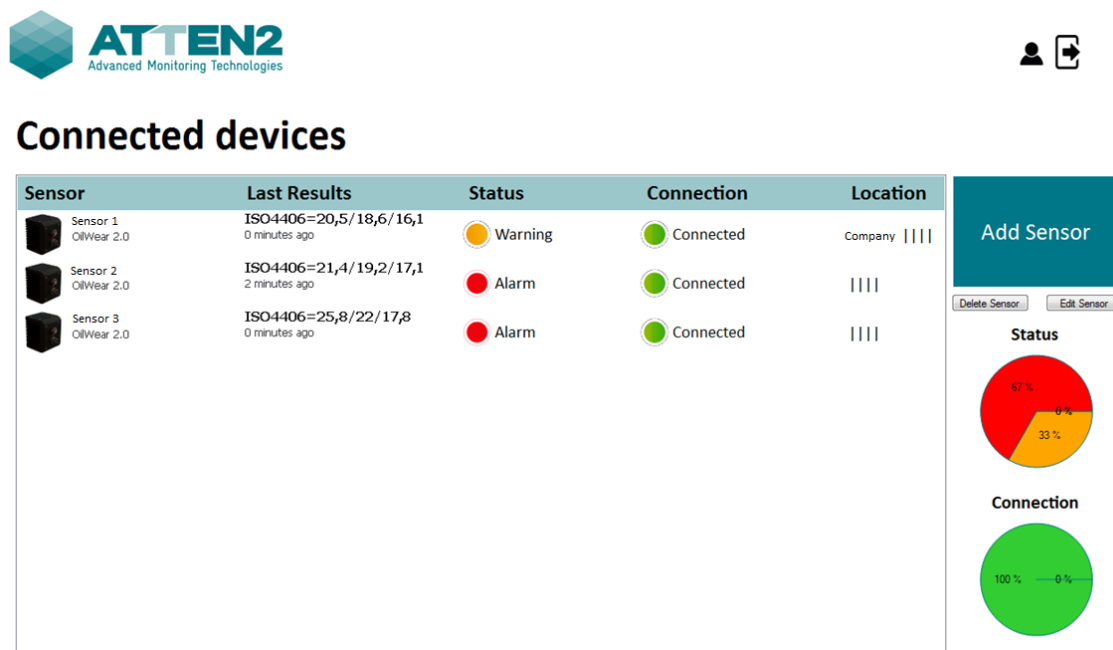 ATTEN2
Advanced Monitoring Technologies
Connected devices
Sensor Last Results Status Connection Location
Sensor 1 ISO4406=20,5/18,6/16,1
OilWear 2.0 0 minutes ago Warning Connected Company ||||
Sensor 2 ISO4406=21,4/19,2/17,1
OilWear 2.0 2 minutes ago Alarm Connected ||||
Sensor 3 ISO4406=25,8/22/17,8
OilWear 2.0 0 minutes ago Alarm Connected ||||
Add Sensor
Delete Sensor Edit Sensor
Status
67 %
0 %
33 %
Connection
100 % 0 %